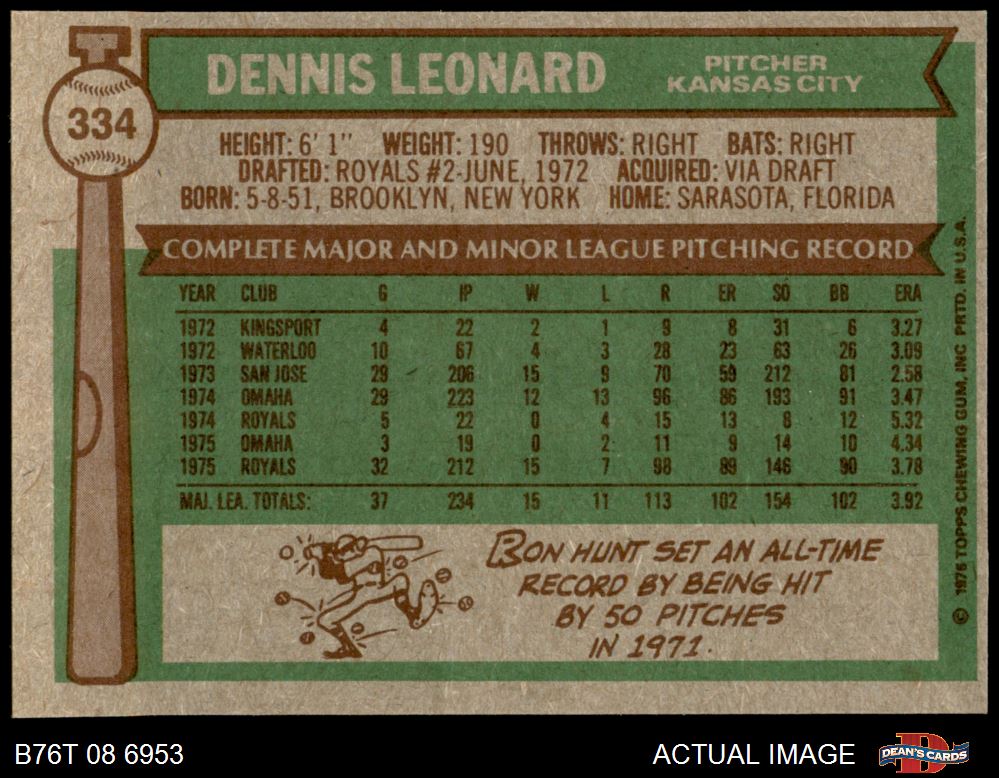 DENNIS LEONARD
PITCHER
KANSAS CITY
334
HEIGHT: 6' 1" WEIGHT: 190 THROWS: RIGHT BATS: RIGHT
DRAFTED: ROYALS #2-JUNE, 1972 ACQUIRED: VIA DRAFT
BORN: 5-8-51, BROOKLYN, NEW YORK HOME: SARASOTA, FLORIDA
COMPLETE MAJOR AND MINOR LEAGUE PITCHING RECORD
YEAR CLUB G IP W L R ER SO BB ERA
1972 KINGSPORT 4 22 2 1 9 8 31 6 3.27
1972 WATERLOO 10 67 4 3 28 23 63 26 3.09
1973 SAN JOSE 29 206 15 9 70 59 212 81 2.58
1974 OMAHA 29 223 12 13 96 86 193 91 3.47
1974 ROYALS 5 22 0 4 15 13 8 12 5.32
1975 OMAHA 3 19 0 2 11 9 14 10 4.34
1975 ROYALS 32 212 15 7 98 89 146 90 3.78
MAJ. LEA. TOTALS: 37 234 15 11 113 102 154 102 3.92
RON HUNT SET AN ALL-TIME
RECORD BY BEING HIT
BY 50 PITCHES
IN 1971.
© 1976 TOPPS CHEWING GUM, INC PRTD. IN U.S.A.
B76T 08 6953
ACTUAL IMAGE
DEAN'S CARDS